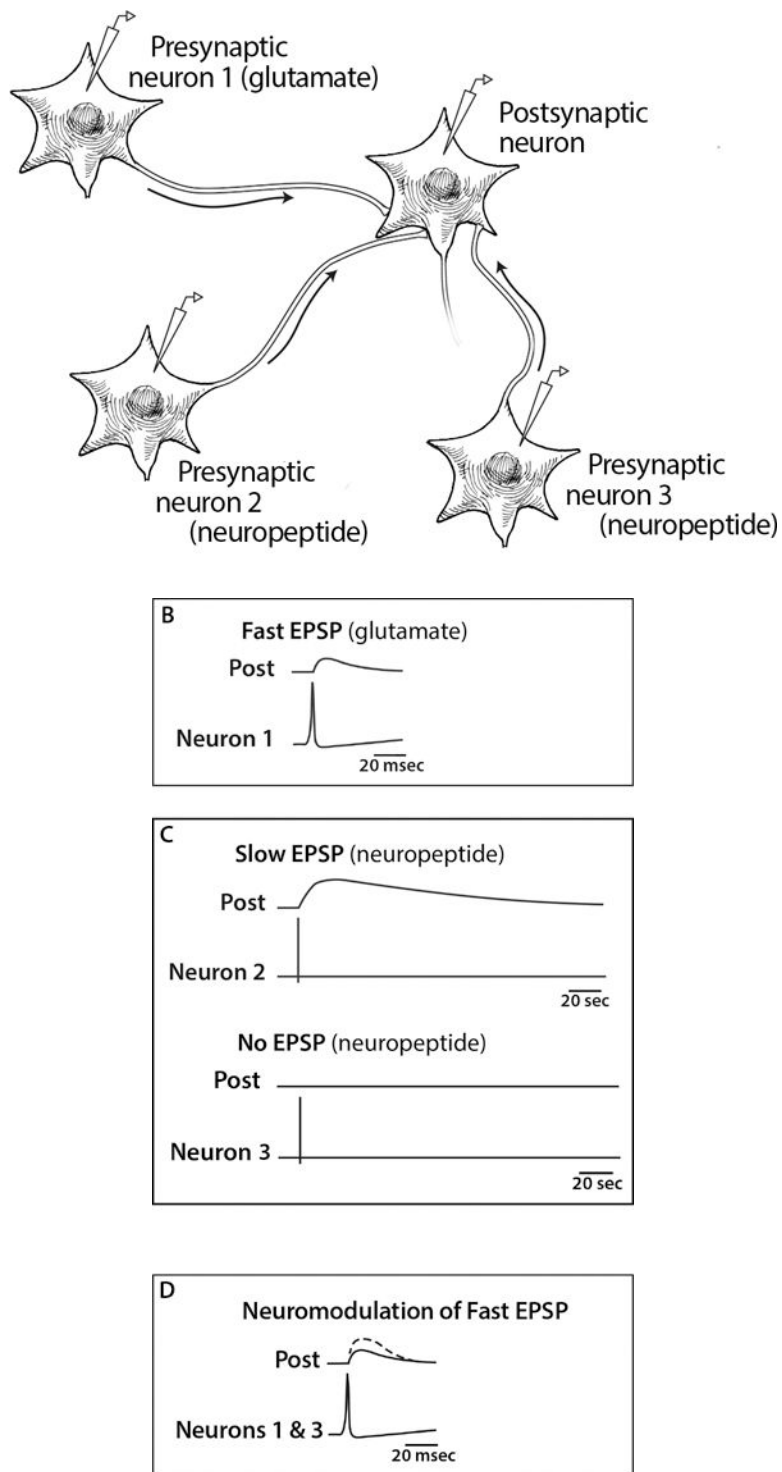 Presynaptic
neuron 1 (glutamate)
Postsynaptic
neuron
Presynaptic
neuron 2
(neuropeptide)
Presynaptic
neuron 3
(neuropeptide)
B
Fast EPSP (glutamate)
Post
Neuron 1
20 msec
C
Slow EPSP (neuropeptide)
Post
Neuron 2
20 sec
No EPSP (neuropeptide)
Post
Neuron 3
20 sec
D
Neuromodulation of Fast EPSP
Post
Neurons 1 & 3
20 msec